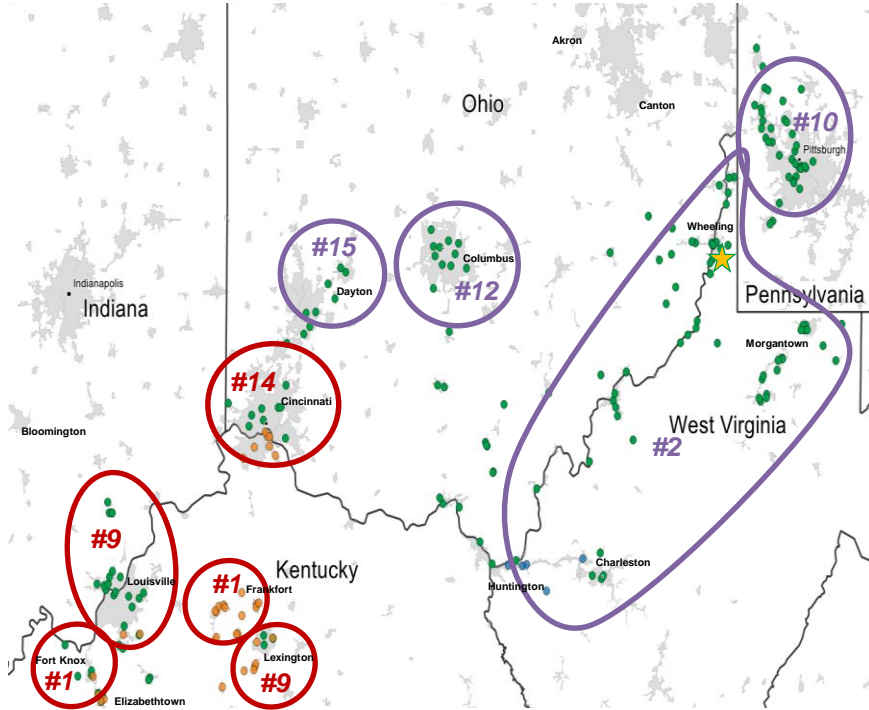 Akron
Ohio
Canton
#10
Pittsburgh
#15
Columbus
Wheeling
Indianapolis
Dayton
#12
Indiana
Pennsylvania
Morgantown
#14
Cincinnati
West Virginia
Bloomington
#2
#9
Kentucky
Charleston
Louisville
#1
Frankfort
Huntington
Fort Knox
Lexington
#1
#9
Elizabethtown